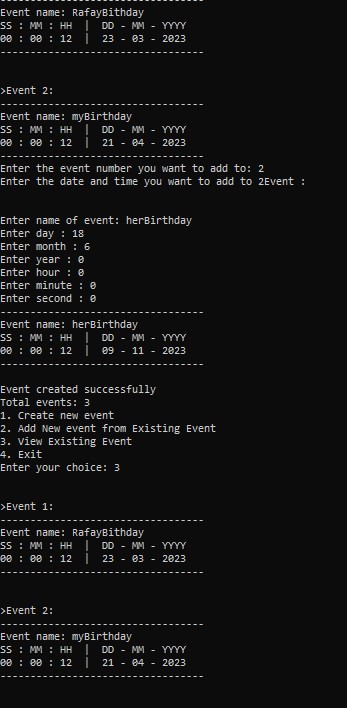 Event name: RafayBithday
SS : MM : HH  |  DD - MM - YYYY
00 : 00 : 12  |  23 - 03 - 2023
----------------------------------
>Event 2:
----------------------------------
Event name: myBirthday
SS : MM : HH  |  DD - MM - YYYY
00 : 00 : 12  |  21 - 04 - 2023
----------------------------------
Enter the event number you want to add to: 2
Enter the date and time you want to add to 2Event :
Enter name of event: herBirthday
Enter day : 18
Enter month : 6
Enter year : 0
Enter hour : 0
Enter minute : 0
Enter second : 0
----------------------------------
Event name: herBirthday
SS : MM : HH  |  DD - MM - YYYY
00 : 00 : 12  |  09 - 11 - 2023
----------------------------------
Event created successfully
Total events: 3
1. Create new event
2. Add New event from Existing Event
3. View Existing Event
4. Exit
Enter your choice: 3
>Event 1:
----------------------------------
Event name: RafayBithday
SS : MM : HH  |  DD - MM - YYYY
00 : 00 : 12  |  23 - 03 - 2023
----------------------------------
>Event 2:
----------------------------------
Event name: myBirthday
SS : MM : HH  |  DD - MM - YYYY
00 : 00 : 12  |  21 - 04 - 2023
----------------------------------